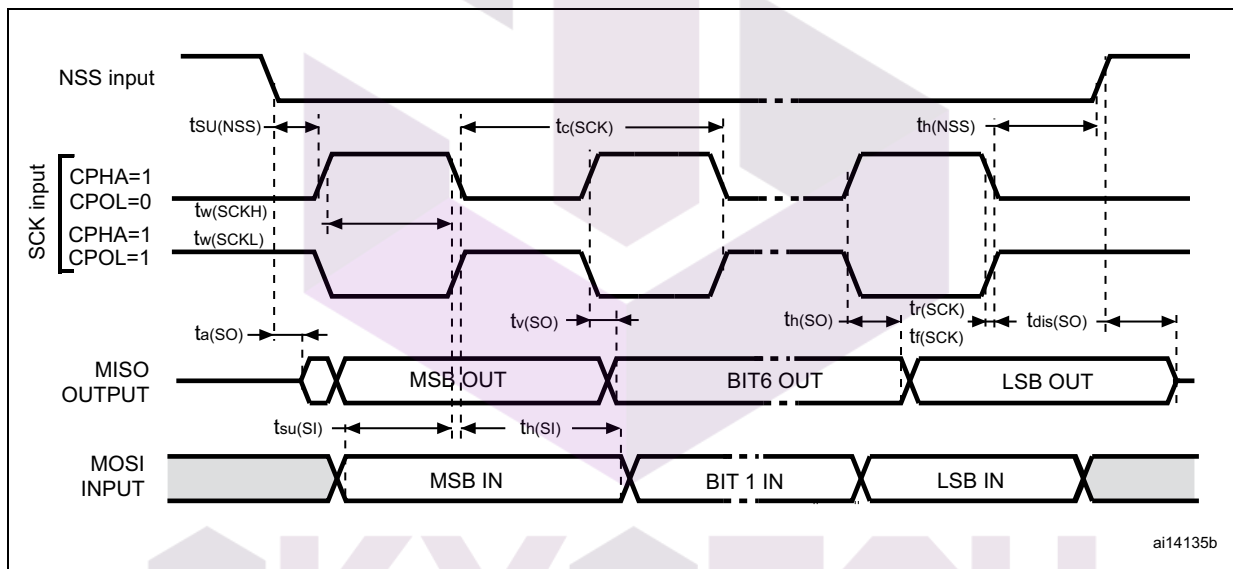 NSS input
tSU(NSS)
tc(SCK)
th(NSS)
SCK input
CPHA=1
CPOL=0
tw(SCKH)
CPHA=1
tw(SCKL)
CPOL=1
ta(SO)
tv(SO)
th(SO)
tr(SCK)
tf(SCK)
tdis(SO)
MISO
OUTPUT
MSB OUT
BIT6 OUT
LSB OUT
tsu(SI)
th(SI)
MOSI
INPUT
MSB IN
BIT 1 IN
LSB IN
ai14135b